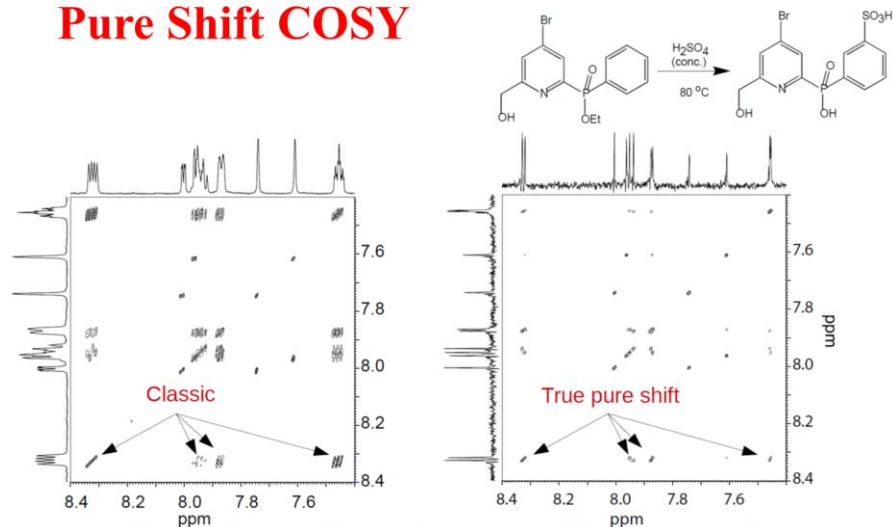 Pure Shift COSY
Br
N
OH
O
P
OEt
H2SO4
(conc.)
80 °C
Br
SO3H
N
OH
O
P
OH
7.6
7.8
8.0
8.2
8.4
Classic
8.4
8.2
8.0
7.8
7.6
ppm
7.6
7.8
8.0
8.2
8.4
ppm
True pure shift
8.4
8.2
8.0
7.8
7.6
ppm